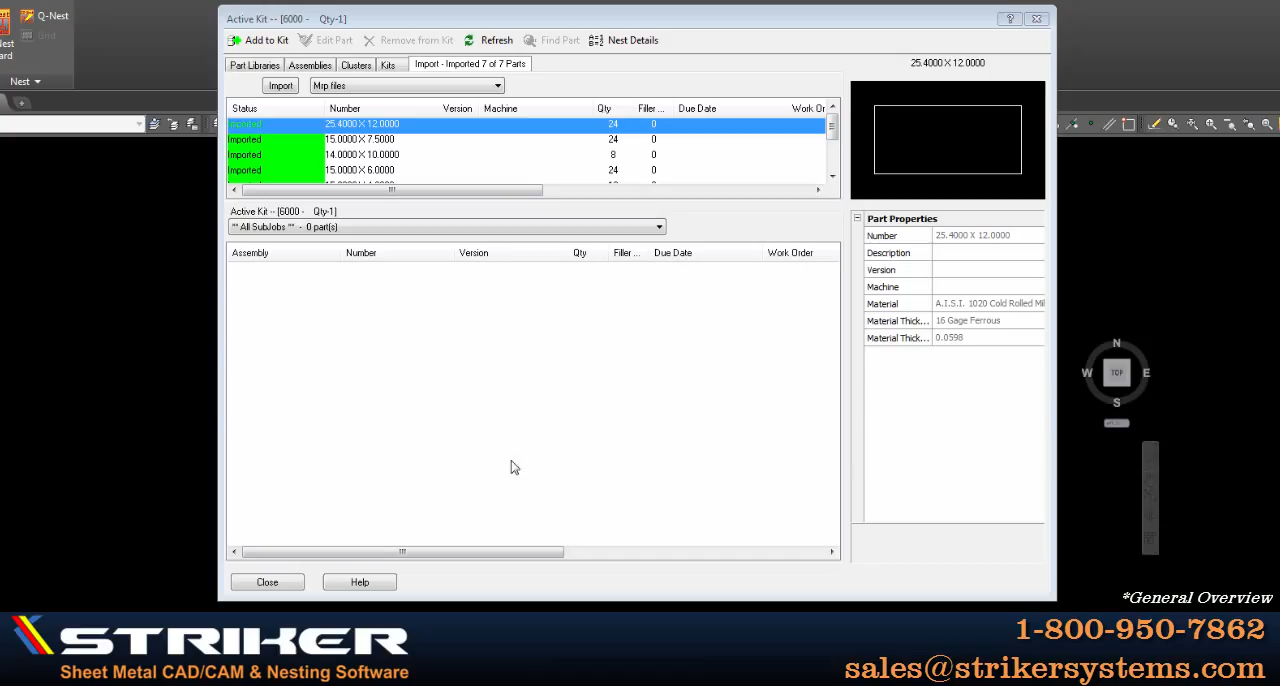 Q-Nest
Nest
Active Kit -- [6000 - Qty-1]
Add to Kit Edit Part Remove from Kit Refresh Find Part Nest Details
Part Libraries Assemblies Clusters Kits Import - Imported 7 of 7 Parts
25.4000 X 12.0000
Import Mrp files
Status Number Version Machine Qty Filler ... Due Date Work Or
Imported 25.4000 X 12.0000 24 0
Imported 15.0000 X 7.5000 24 0
Imported 14.0000 X 10.0000 8 0
Imported 15.0000 X 6.0000 24 0
Active Kit -- [6000 - Qty-1]
** All SubJobs ** - 0 part(s)
Assembly Number Version Qty Filler ... Due Date Work Order
Part Properties
Number 25.4000 X 12.0000
Description
Version
Machine
Material A.I.S.I. 1020 Cold Rolled Mil
Material Thick... 16 Gage Ferrous
Material Thick... 0.0598
N
W TOP E
S
Close Help
*General Overview
STRIKER
Sheet Metal CAD/CAM & Nesting Software
1-800-950-7862
sales@strikersystems.com